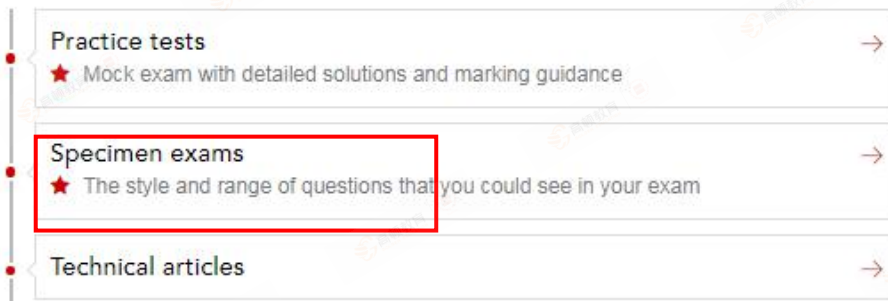 Practice tests
Mock exam with detailed solutions and marking guidance
Specimen exams
The style and range of questions that you could see in your exam
Technical articles